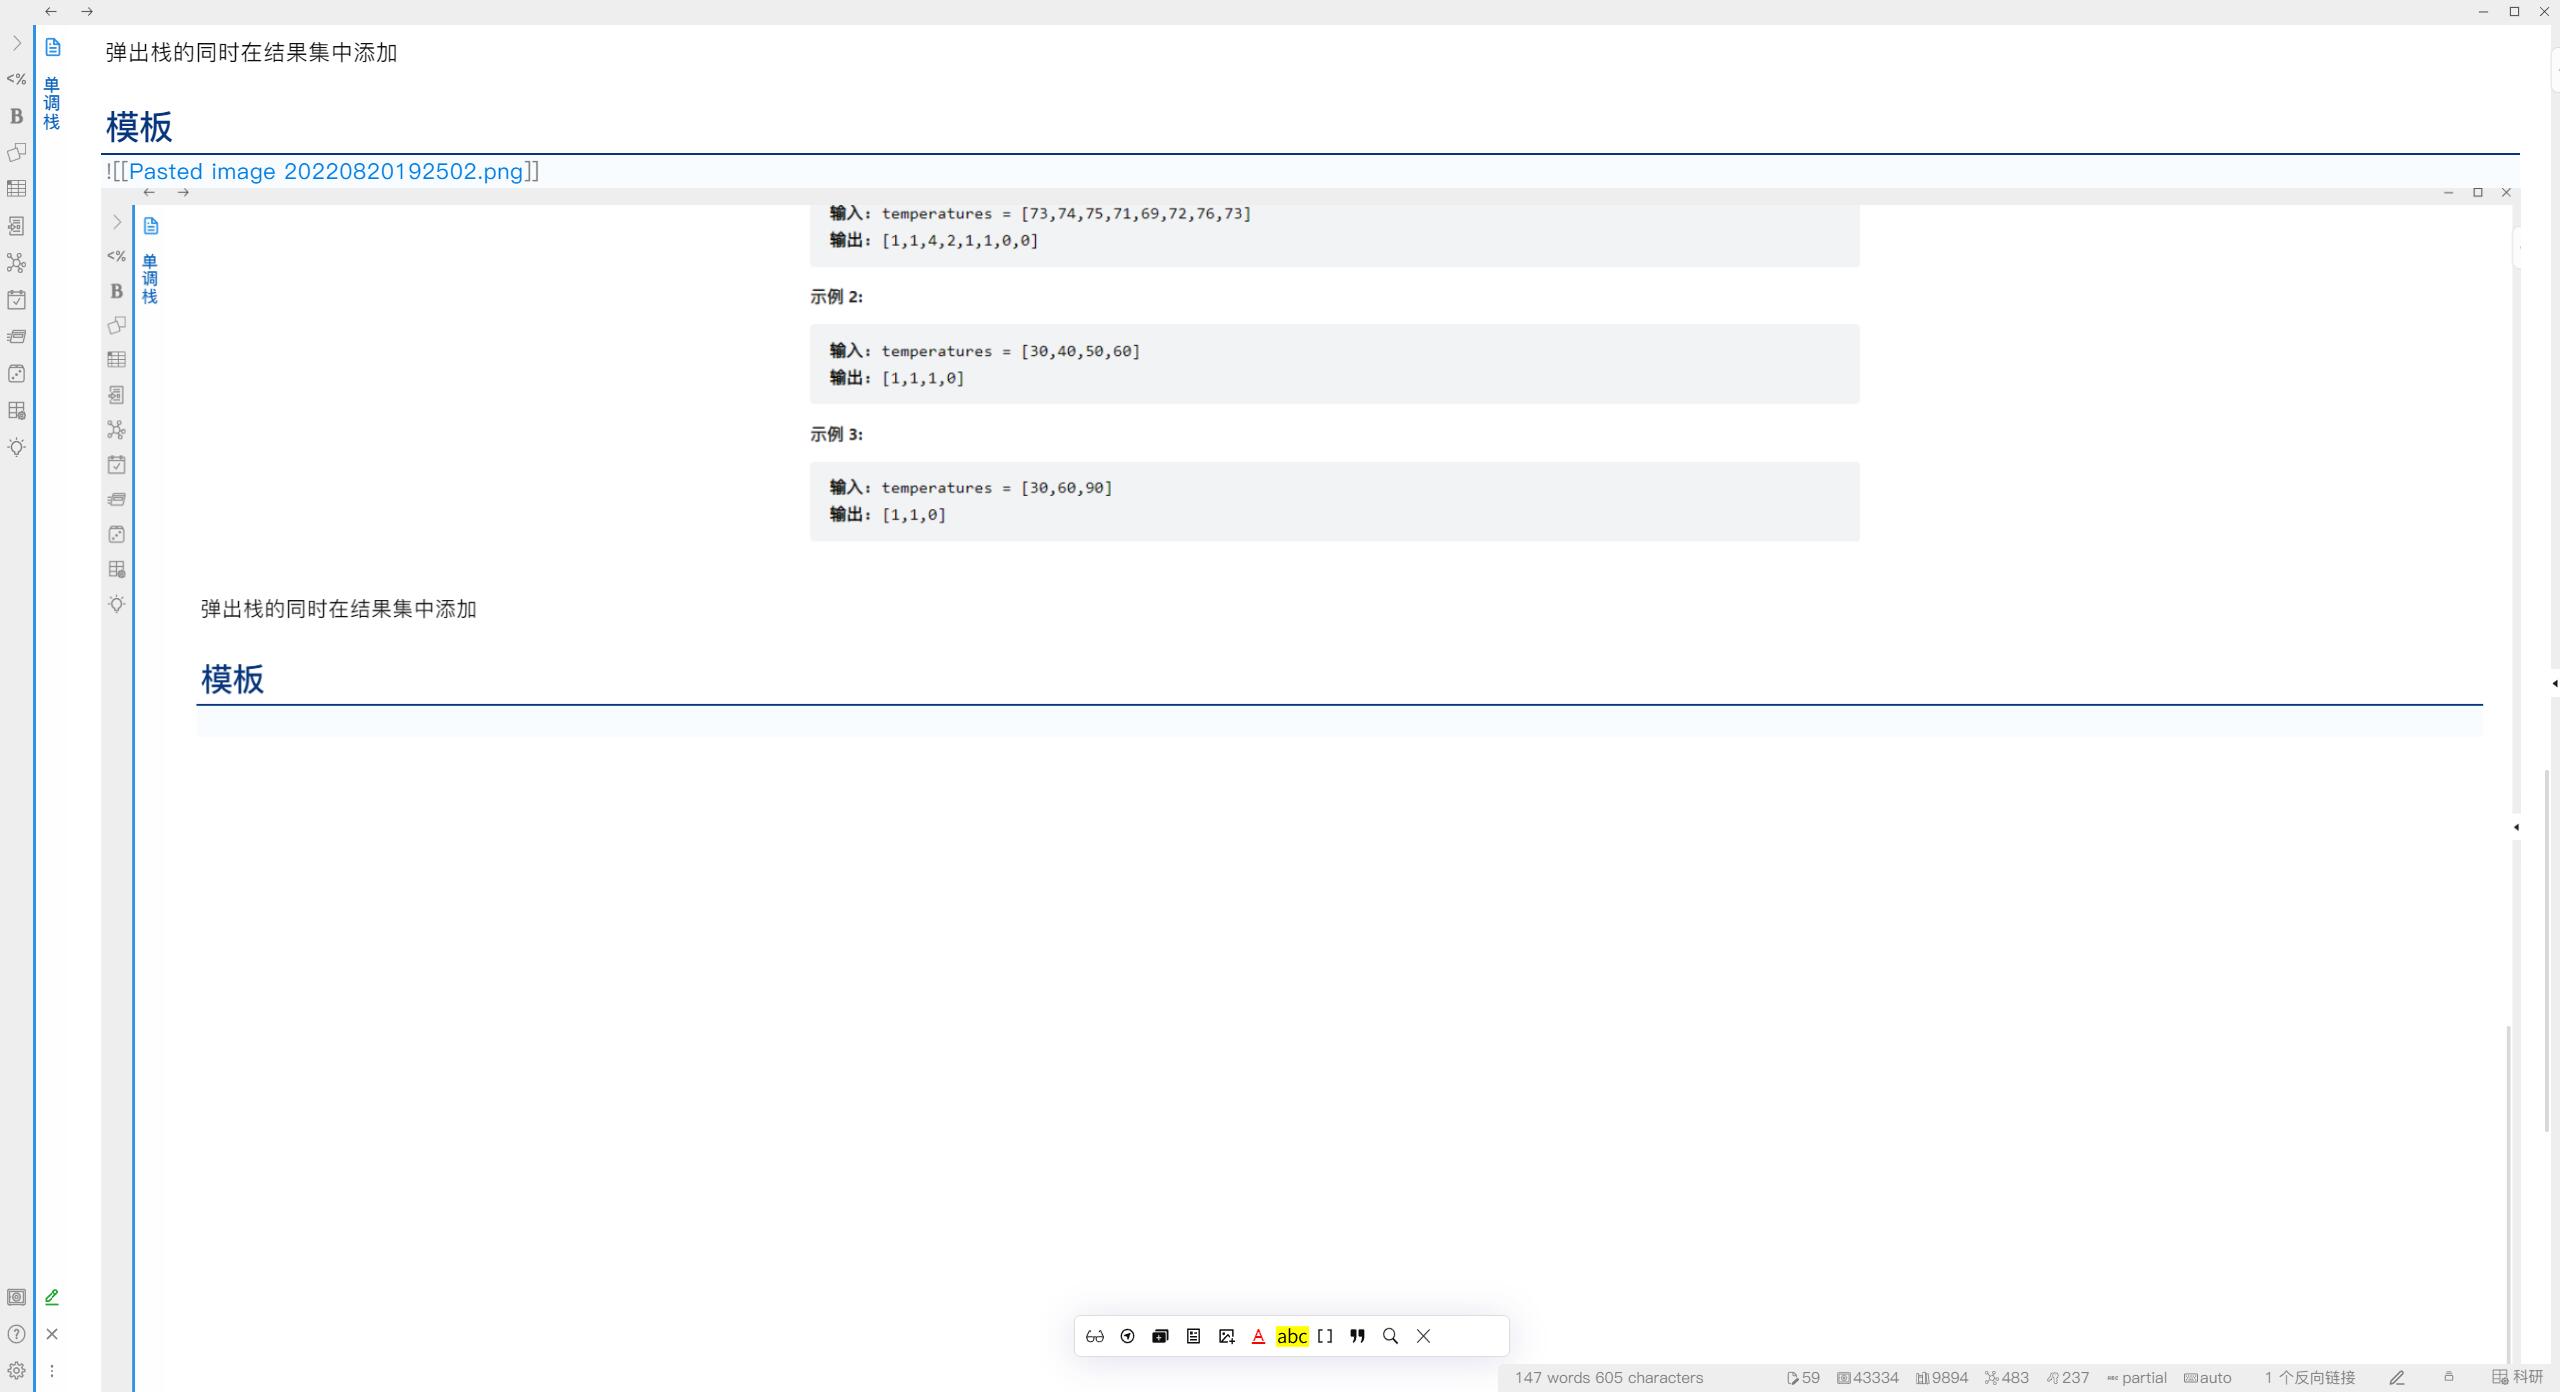 <%
B
单调栈
弹出栈的同时在结果集中添加
模板
![[Pasted image 20220820192502.png]]
<%
B
单调栈
输入：temperatures = [73,74,75,71,69,72,76,73]
输出：[1,1,4,2,1,1,0,0]
示例 2:
输入：temperatures = [30,40,50,60]
输出：[1,1,1,0]
示例 3:
输入：temperatures = [30,60,90]
输出：[1,1,0]
弹出栈的同时在结果集中添加
模板
A abc [ ]
147 words 605 characters 59 43334 9894 483 237 partial auto 1 个反向链接 科研